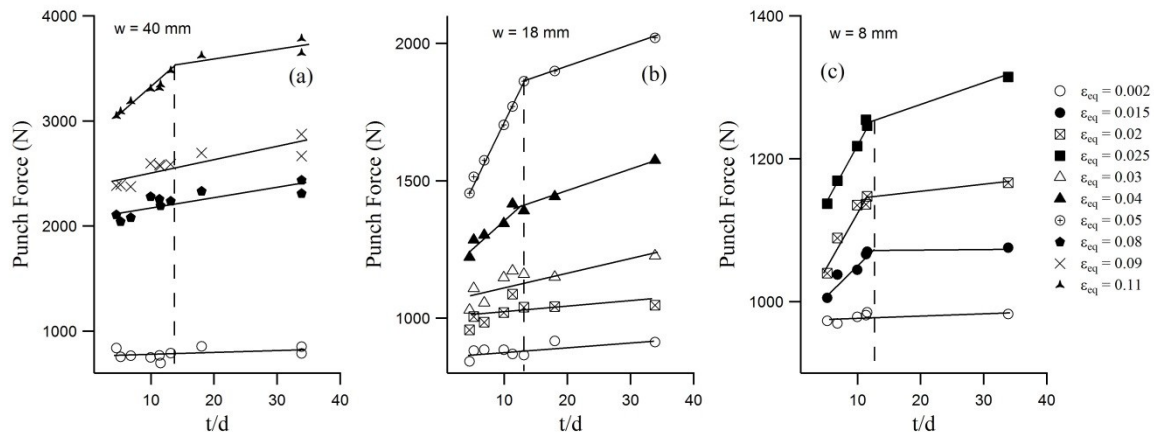 w = 40 mm
(a)
Punch Force (N)
4000
3000
2000
1000
0
10
20
30
40
t/d
w = 18 mm
(b)
Punch Force (N)
2000
1500
1000
0
10
20
30
40
t/d
w = 8 mm
(c)
Punch Force (N)
1400
1200
1000
900
0
10
20
30
40
t/d
εeq = 0.002
εeq = 0.015
εeq = 0.02
εeq = 0.025
εeq = 0.03
εeq = 0.04
εeq = 0.05
εeq = 0.08
εeq = 0.09
εeq = 0.11